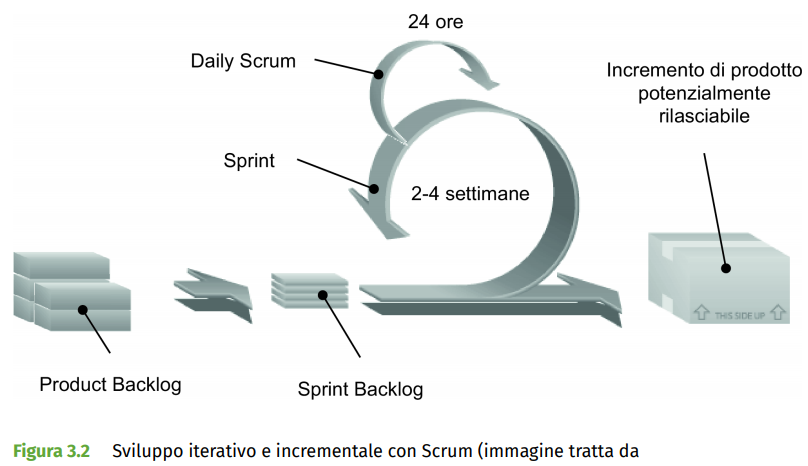 24 ore
Daily Scrum
Incremento di prodotto
potenzialmente
rilasciabile
Sprint
2-4 settimane
THIS SIDE UP
Product Backlog
Sprint Backlog
Figura 3.2 Sviluppo iterativo e incrementale con Scrum (immagine tratta da